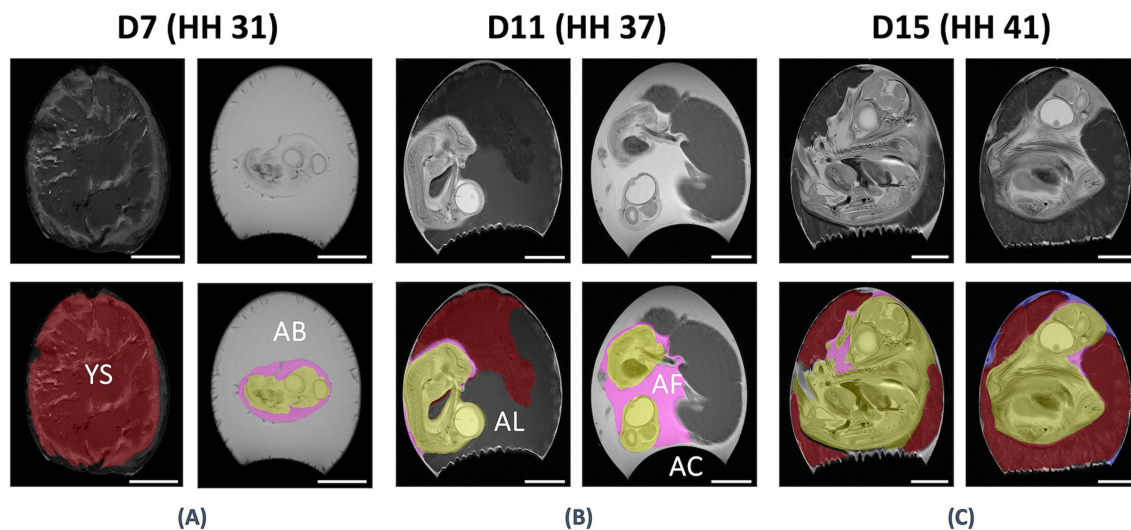 D7 (HH 31)
D11 (HH 37)
D15 (HH 41)
YS
AB
AL
AF
AC
(A)
(B)
(C)